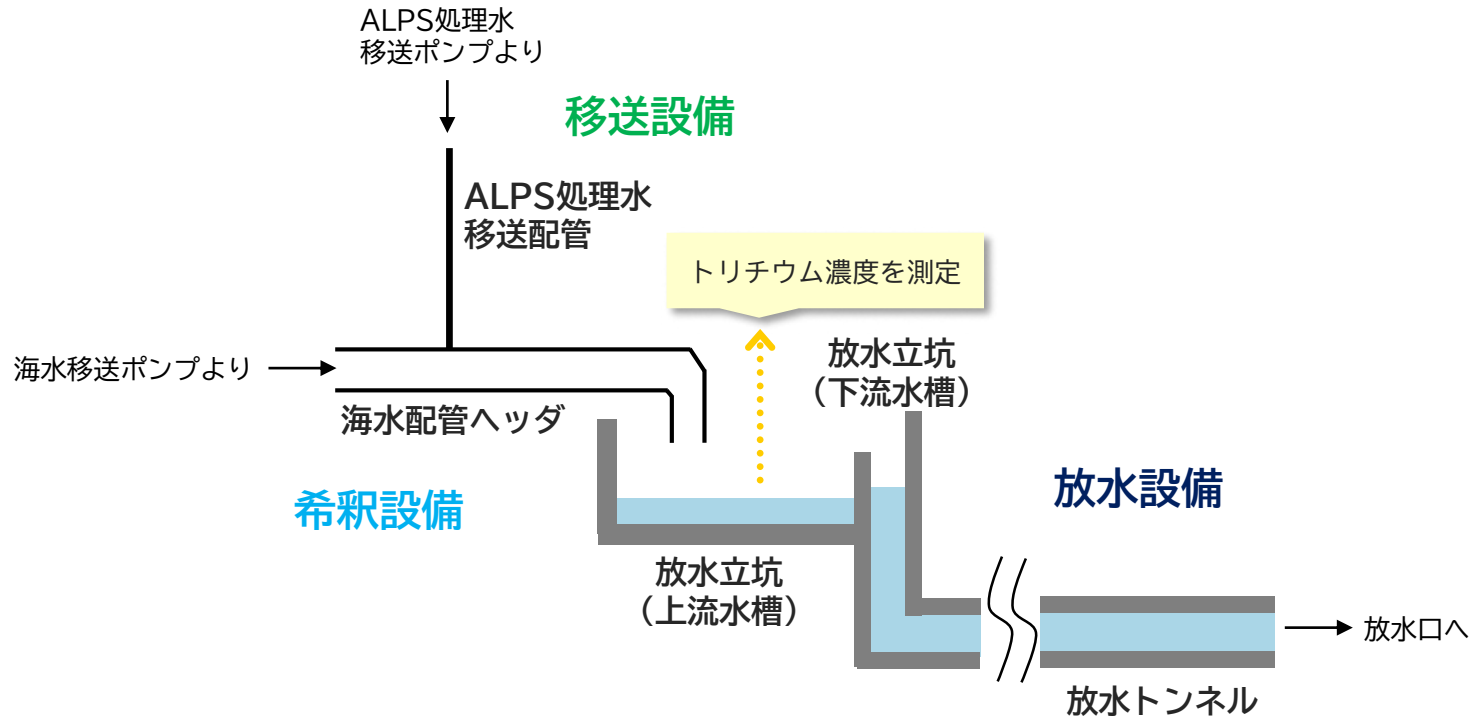 ALPS処理水
移送ポンプより
移送設備
ALPS処理水
移送配管
トリチウム濃度を測定
海水移送ポンプより
放水立坑
（下流水槽）
海水配管ヘッダ
放水設備
希釈設備
放水立坑
（上流水槽）
放水口へ
放水トンネル